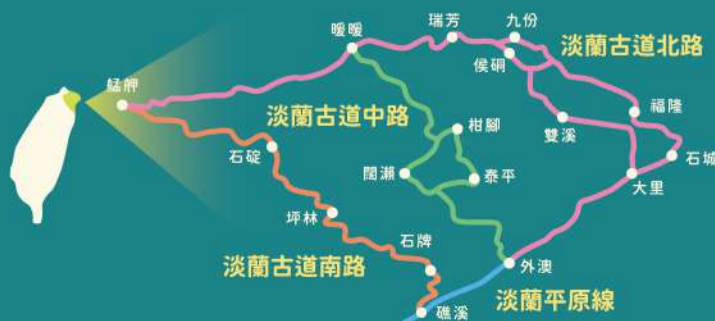 瑞芳
九份
暖暖
淡蘭古道北路
侯硐
艋舺
福隆
淡蘭古道中路
柑腳
雙溪
石碇
石城
闊瀨
泰平
大里
坪林
石牌
淡蘭古道南路
外澳
淡蘭平原線
礁溪